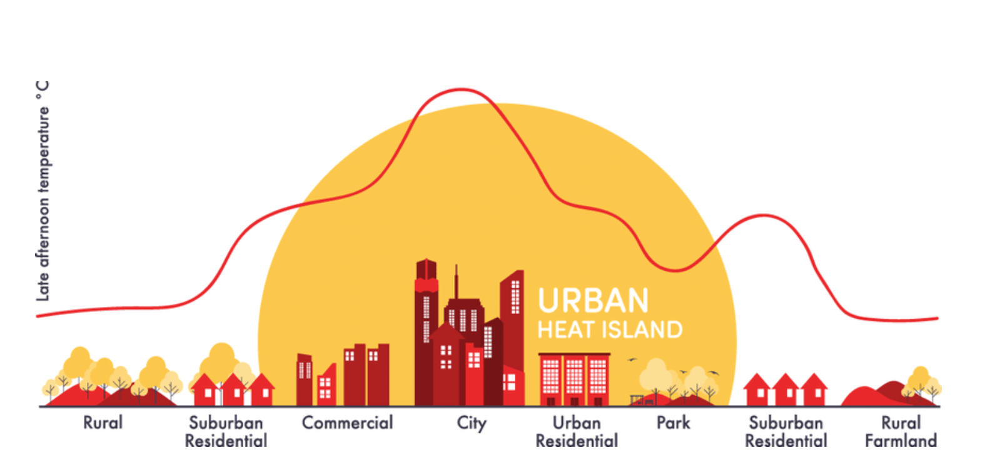 Late afternoon temperature °C
URBAN
HEAT ISLAND
Rural
Suburban
Residential
Commercial
City
Urban
Residential
Park
Suburban
Residential
Rural
Farmland